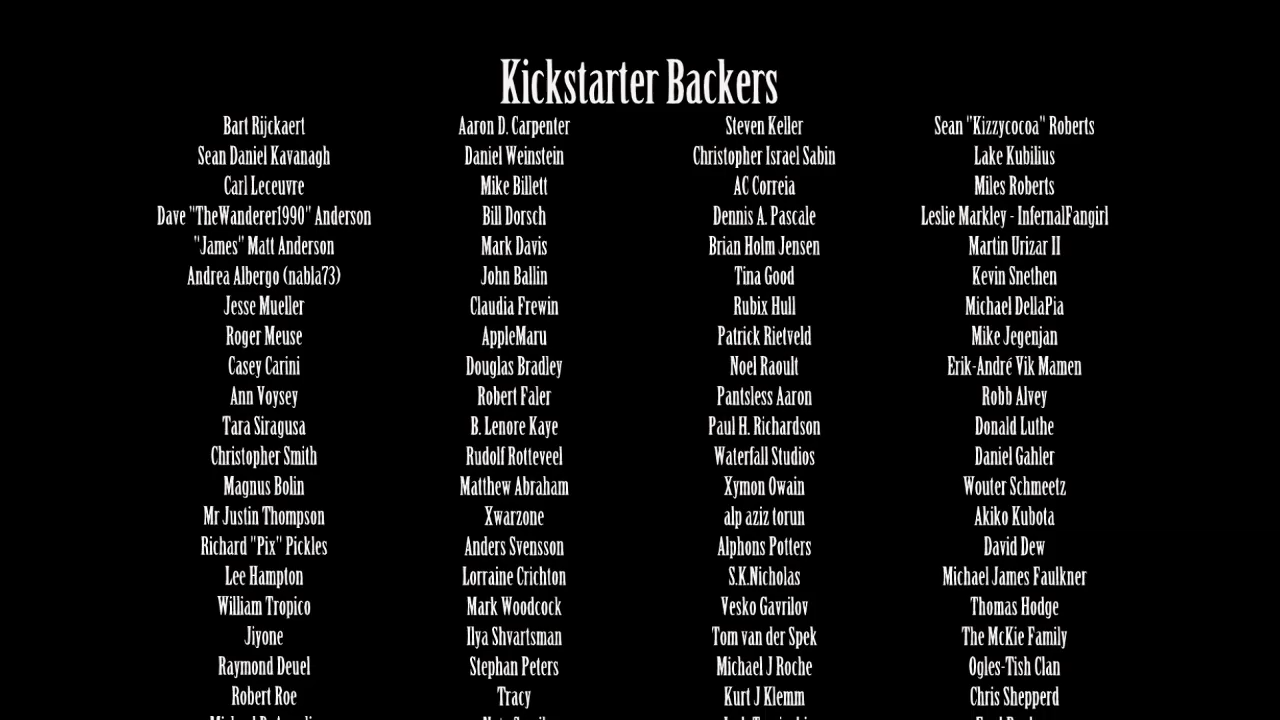 Kickstarter Backers
Bart Rijckaert Aaron D. Carpenter Steven Keller Sean "Kizzycocoa" Roberts
Sean Daniel Kavanagh Daniel Weinstein Christopher Israel Sabin Lake Kubilius
Carl Leceuvre Mike Billett AC Correia Miles Roberts
Dave "TheWanderer1990" Anderson Bill Dorsch Dennis A. Pascale Leslie Markley - InfernalFangirl
"James" Matt Anderson Mark Davis Brian Holm Jensen Martin Urizar II
Andrea Albergo (nabla73) John Ballin Tina Good Kevin Snethen
Jesse Mueller Claudia Frewin Rubix Hull Michael DellaPia
Roger Meuse AppleMaru Patrick Rietveld Mike Jegenjan
Casey Carini Douglas Bradley Noel Raoult Erik-André Vik Mamen
Ann Voysey Robert Faler Pantsless Aaron Robb Alvey
Tara Siragusa B. Lenore Kaye Paul H. Richardson Donald Luthe
Christopher Smith Rudolf Rotteveel Waterfall Studios Daniel Gahler
Magnus Bolin Matthew Abraham Xymon Owain Wouter Schmeetz
Mr Justin Thompson Xwarzone alp aziz torun Akiko Kubota
Richard "Pix" Pickles Anders Svensson Alphons Potters David Dew
Lee Hampton Lorraine Crichton S.K.Nicholas Michael James Faulkner
William Tropico Mark Woodcock Vesko Gavrilov Thomas Hodge
Jiyone Ilya Shvartsman Tom van der Spek The McKie Family
Raymond Deuel Stephan Peters Michael J Roche Ogles-Tish Clan
Robert Roe Tracy Kurt J Klemm Chris Shepperd